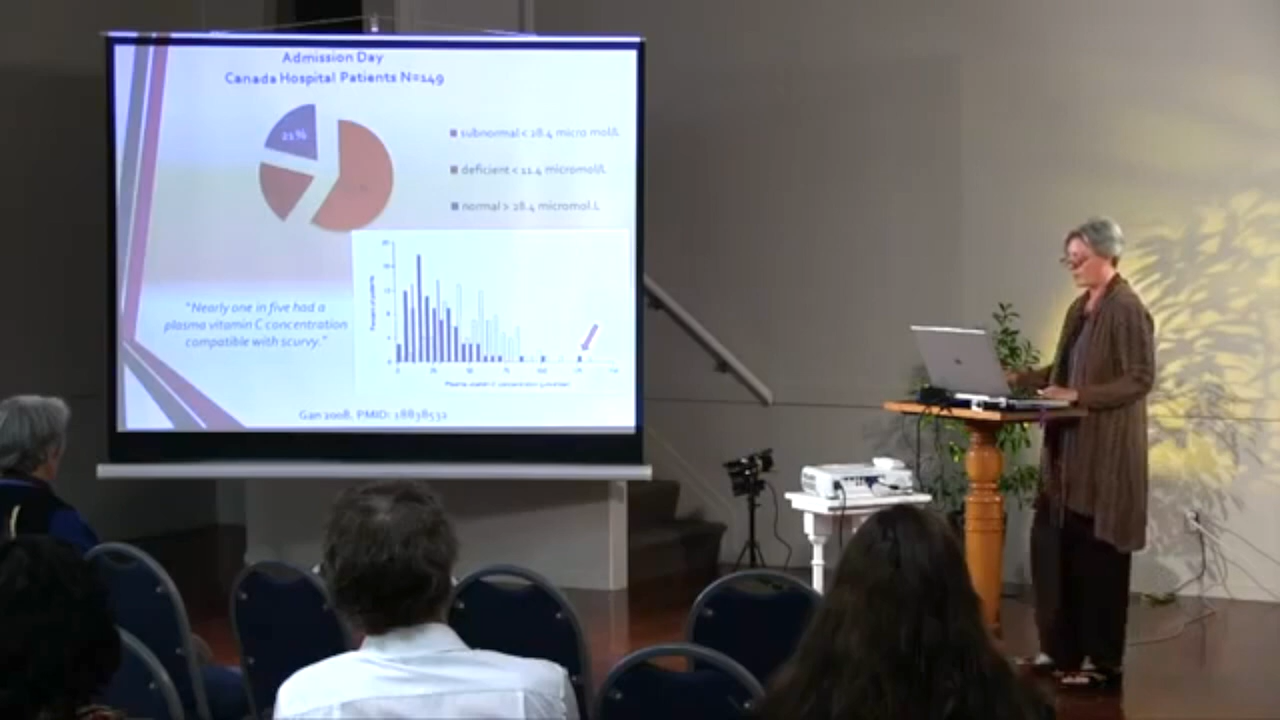 Admission Day
Canada Hospital Patients N=149
21%
subnormal < 28.4 micro mol/L
deficient < 11.4 micromol/L
normal > 28.4 micromol.L
"Nearly one in five had a
plasma vitamin C concentration
compatible with scurvy."
Gan 2008, PMID: 18838532